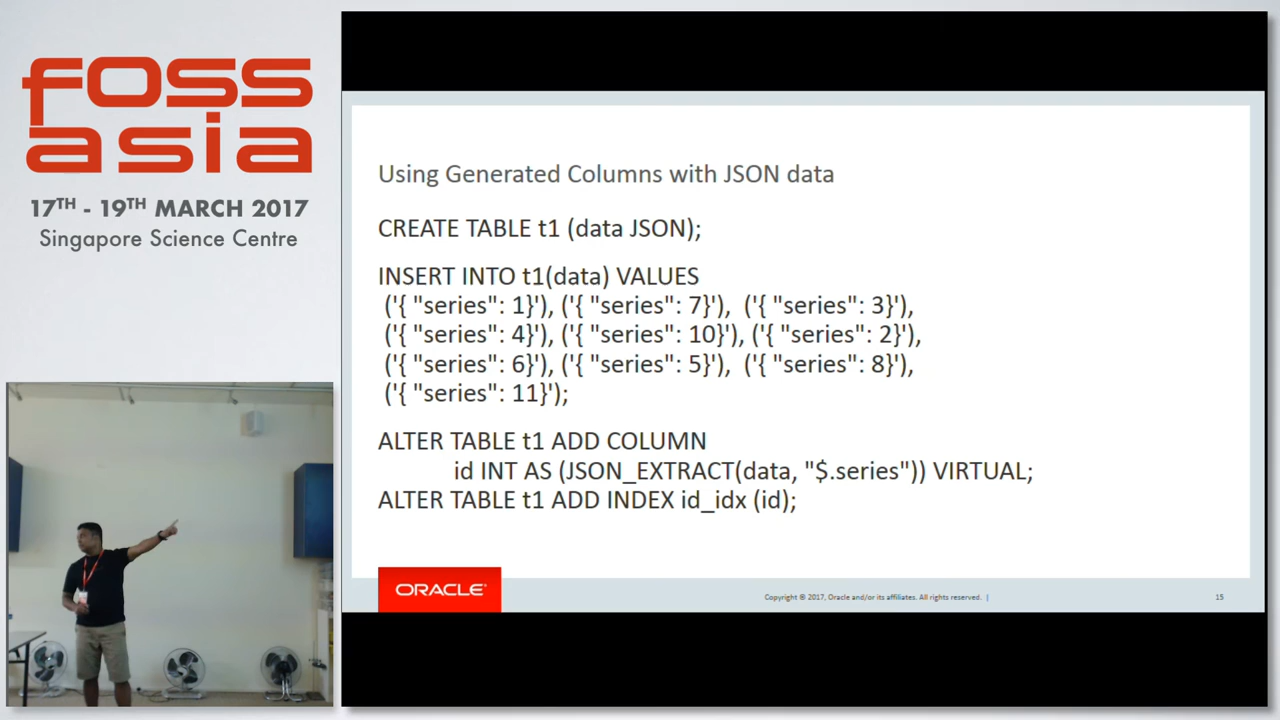 foss
asia
17TH - 19TH MARCH 2017
Singapore Science Centre
Using Generated Columns with JSON data
CREATE TABLE t1 (data JSON);
INSERT INTO t1(data) VALUES
('{ "series": 1}'), ('{ "series": 7}'), ('{ "series": 3}'),
('{ "series": 4}'), ('{ "series": 10}'), ('{ "series": 2}'),
('{ "series": 6}'), ('{ "series": 5}'), ('{ "series": 8}'),
('{ "series": 11}');
ALTER TABLE t1 ADD COLUMN
id INT AS (JSON_EXTRACT(data, "$.series")) VIRTUAL;
ALTER TABLE t1 ADD INDEX id_idx (id);
ORACLE®
Copyright © 2017, Oracle and/or its affiliates. All rights reserved. |
15